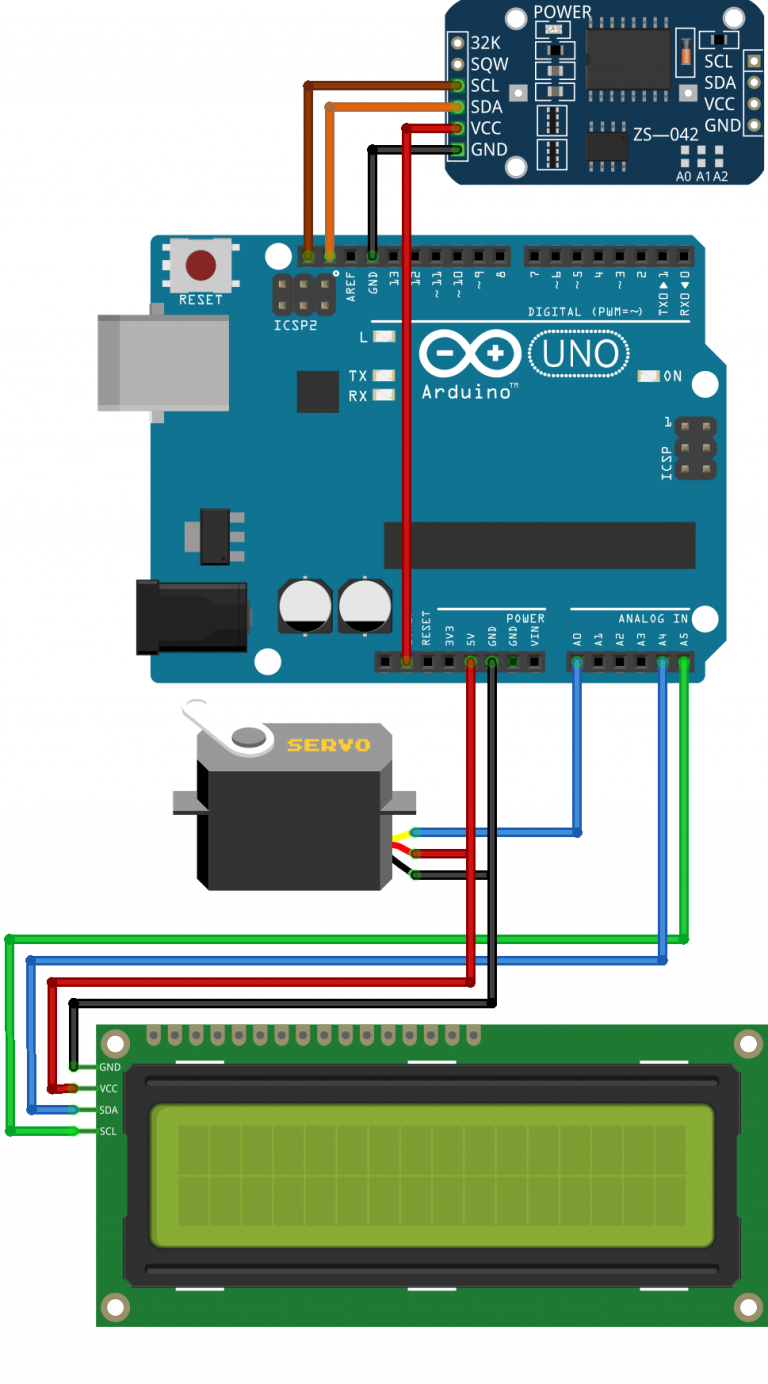 POWER
32K
SQW
SCL
SDA
VCC
GND
SCL
SDA
VCC
GND
ZS—042
A0 A1 A2
RESET
ICSP2
AREF
GND
13
12
~11
~10
~9
8
7
~6
~5
4
~3
2
TX0▶1
RX0◀0
DIGITAL (PWM=~)
L
TX
RX
UNO
Arduino™
ON
1
ICSP
RESET
3V3
5V
GND
GND
VIN
POWER
ANALOG IN
A0
A1
A2
A3
A4
A5
SERVO
GND
VCC
SDA
SCL